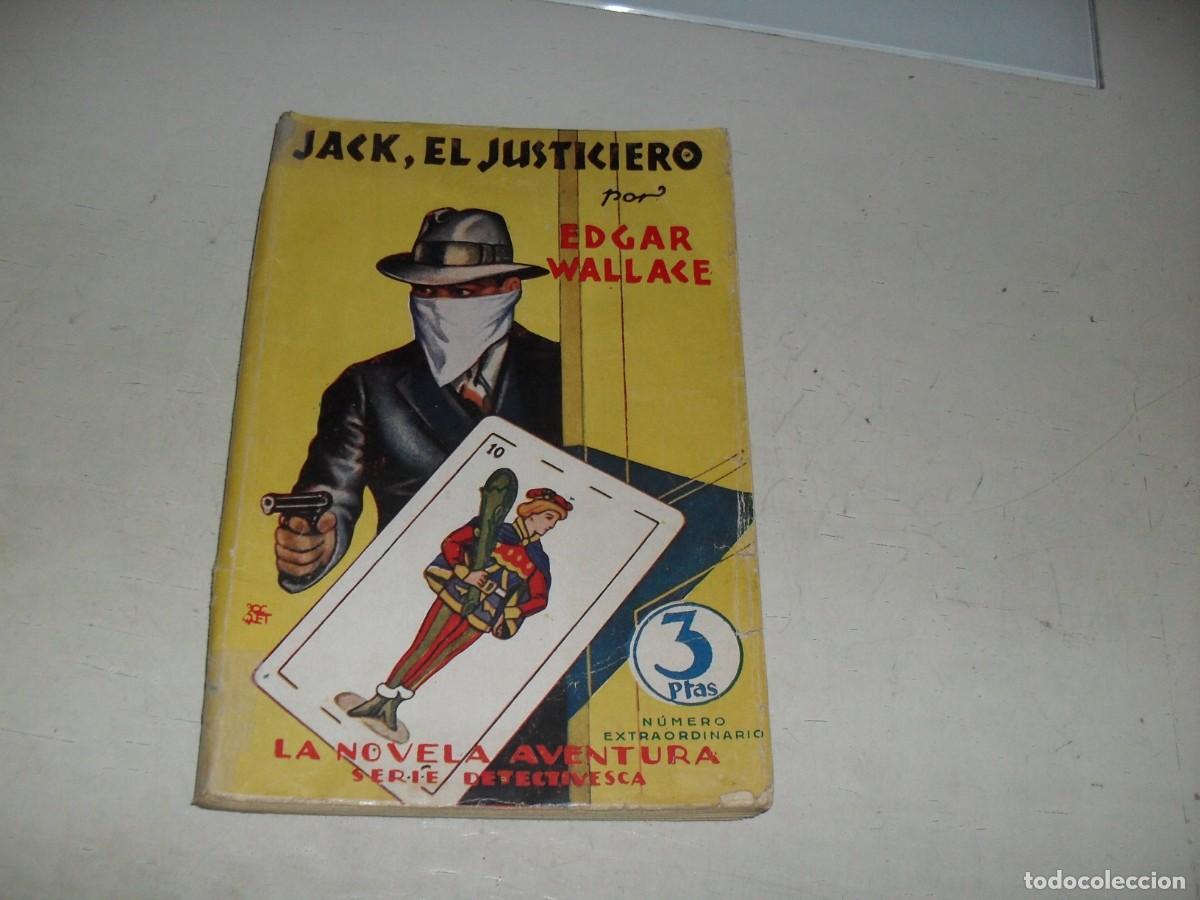 JACK, EL JUSTICIERO
por
EDGAR
WALLACE
10
3
Ptas
NÚMERO
EXTRAORDINARIO
LA NOVELA AVENTURA
SERIE DETECTIVESCA
todocoleccion